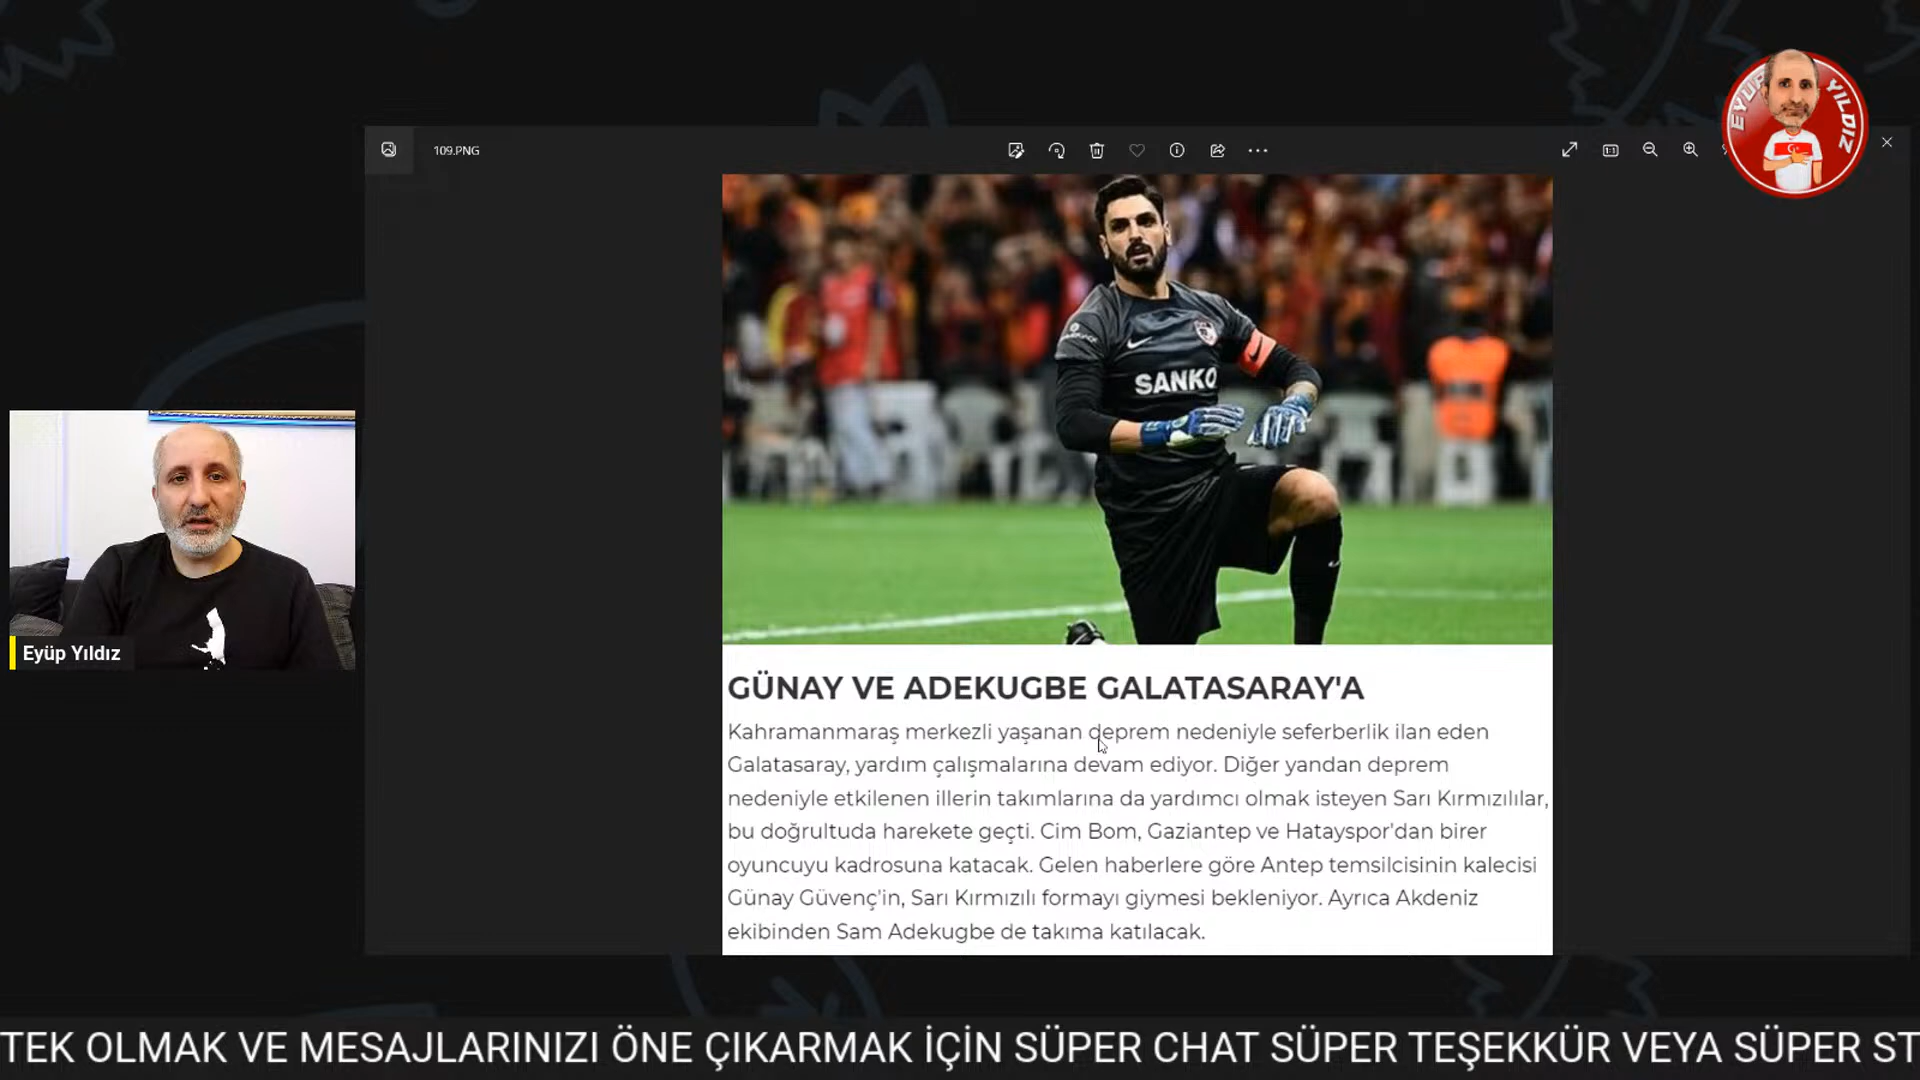 109.PNG
EYÜP YILDIZ
SANKO
Eyüp Yıldız
GÜNAY VE ADEKUGBE GALATASARAY'A
Kahramanmaraş merkezli yaşanan deprem nedeniyle seferberlik ilan eden
Galatasaray, yardım çalışmalarına devam ediyor. Diğer yandan deprem
nedeniyle etkilenen illerin takımlarına da yardımcı olmak isteyen Sarı Kırmızılılar,
bu doğrultuda harekete geçti. Cim Bom, Gaziantep ve Hatayspor'dan birer
oyuncuyu kadrosuna katacak. Gelen haberlere göre Antep temsilcisinin kalecisi
Günay Güvenç'in, Sarı Kırmızılı formayı giymesi bekleniyor. Ayrıca Akdeniz
ekibinden Sam Adekugbe de takıma katılacak.
TEK OLMAK VE MESAJLARINIZI ÖNE ÇIKARMAK İÇİN SÜPER CHAT SÜPER TEŞEKKÜR VEYA SÜPER ST